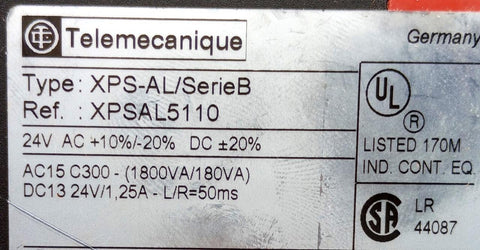 Telemecanique
Germany
Type: XPS-AL/SerieB
Ref. : XPSAL5110
24V AC +10%/-20% DC ±20%
AC15 C300 - (1800VA/180VA)
DC13 24V/1,25A - L/R=50ms
UL
®
LISTED 170M
IND. CONT. EQ.
SA
LR
44087